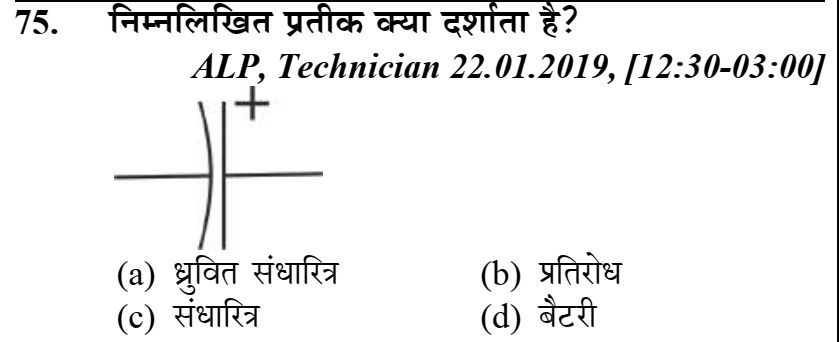 75. निम्नलिखित प्रतीक क्या दर्शाता है?
ALP, Technician 22.01.2019, [12:30-03:00]
+
(a) ध्रुवित संधारित्र (b) प्रतिरोध
(c) संधारित्र (d) बैटरी